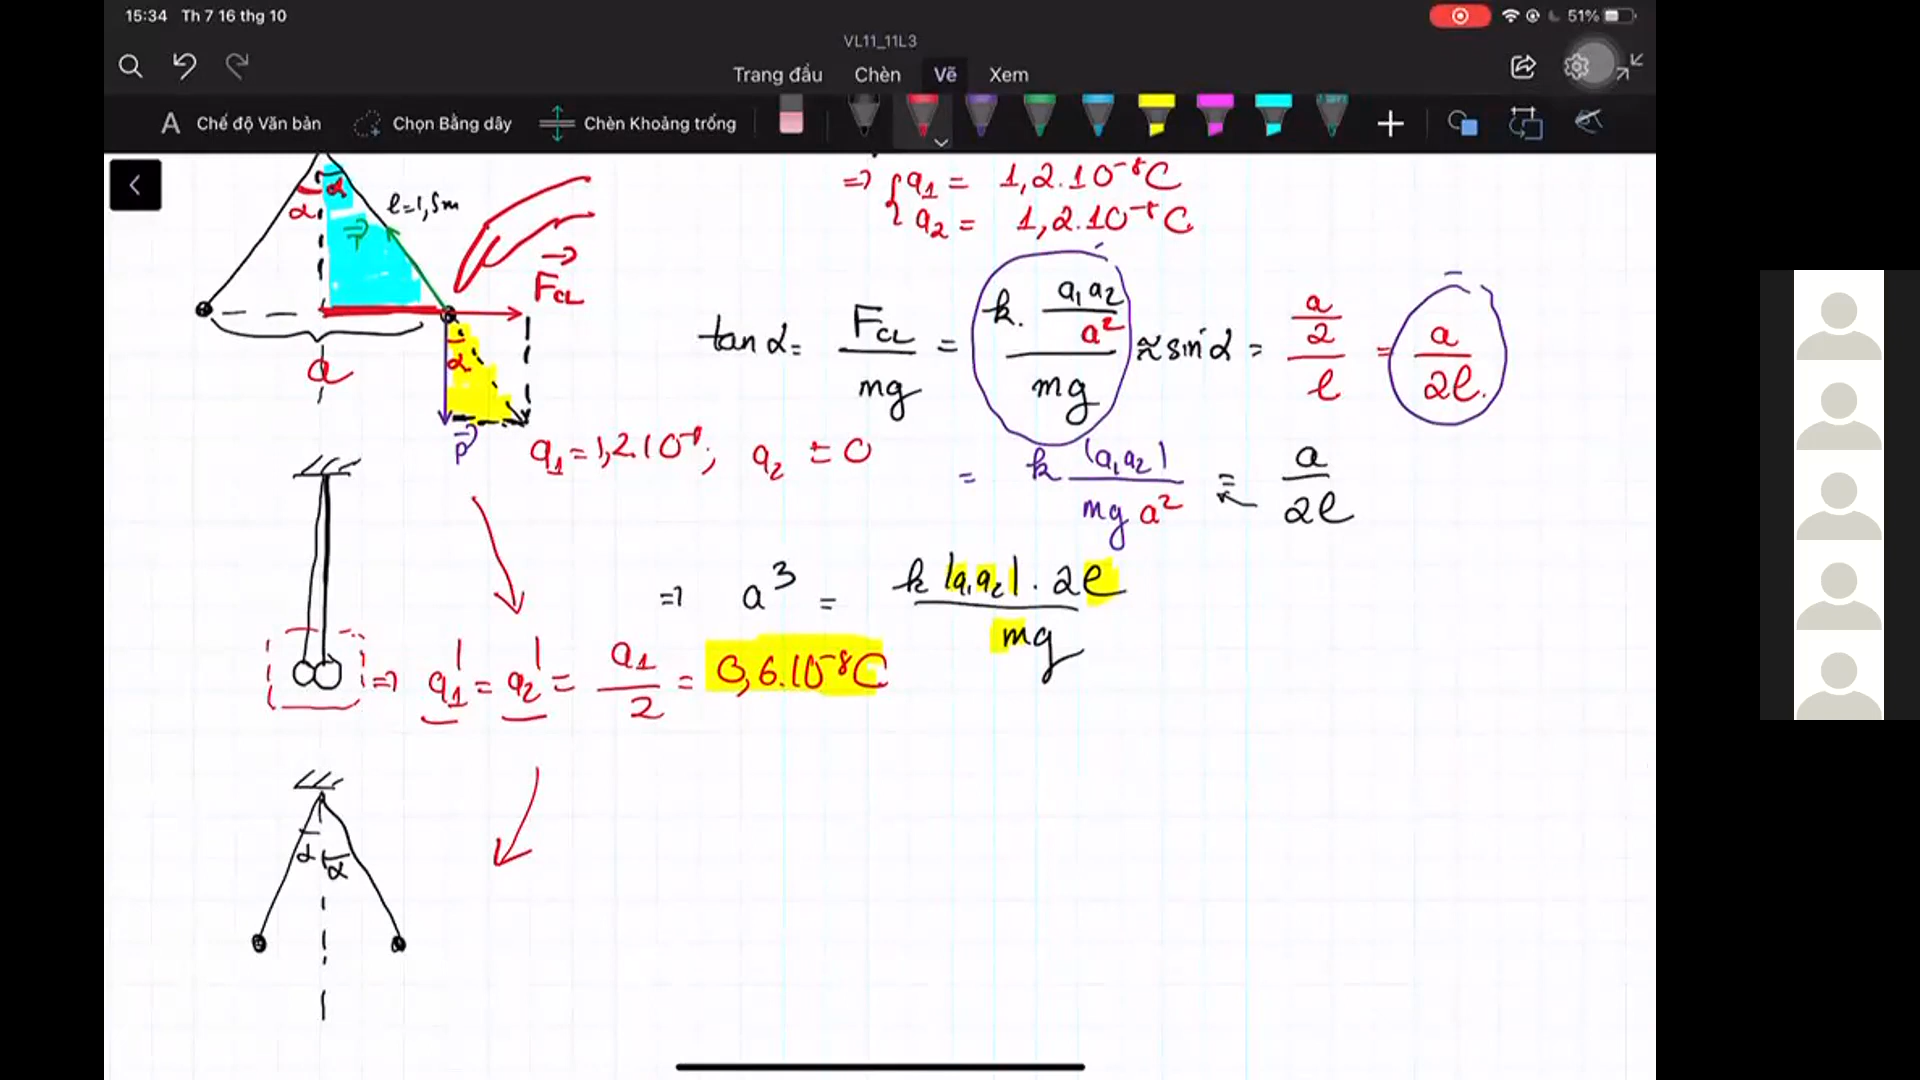 15:34 Th 7 16 thg 10
51%
VL11_11L3
Trang đầu Chèn Vẽ Xem
A Chế độ Văn bản Chọn Bằng dây Chèn Khoảng trống
α α l=1,5m
T
F_CL
a
α
P
=> { q₁ = 1,2.10⁻⁸C
q₂ = 1,2.10⁻⁸C
tan α = F_CL / mg = (k. q₁q₂ / a²) / mg ≈ sin α = (a/2) / l = a / 2l.
q₁ = 1,2.10⁻⁸; q₂ = 0
= k |q₁q₂| / mg a² = a / 2l
=> a³ = k |q₁q₂| . 2l / mg
=> q₁' = q₂' = q₁ / 2 = 0,6.10⁻⁸C
α α